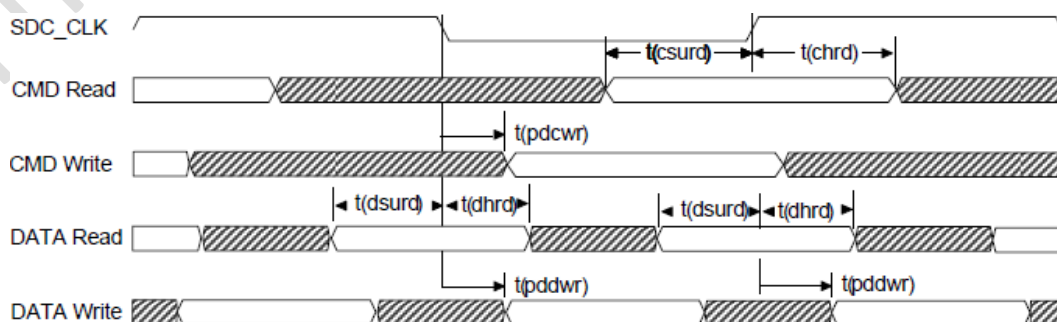 SDC_CLK
t(csurd) t(chrd)
CMD Read
t(pdcwr)
CMD Write
t(dsurd) t(dhrd) t(dsurd) t(dhrd)
DATA Read
t(pddwr) t(pddwr)
DATA Write